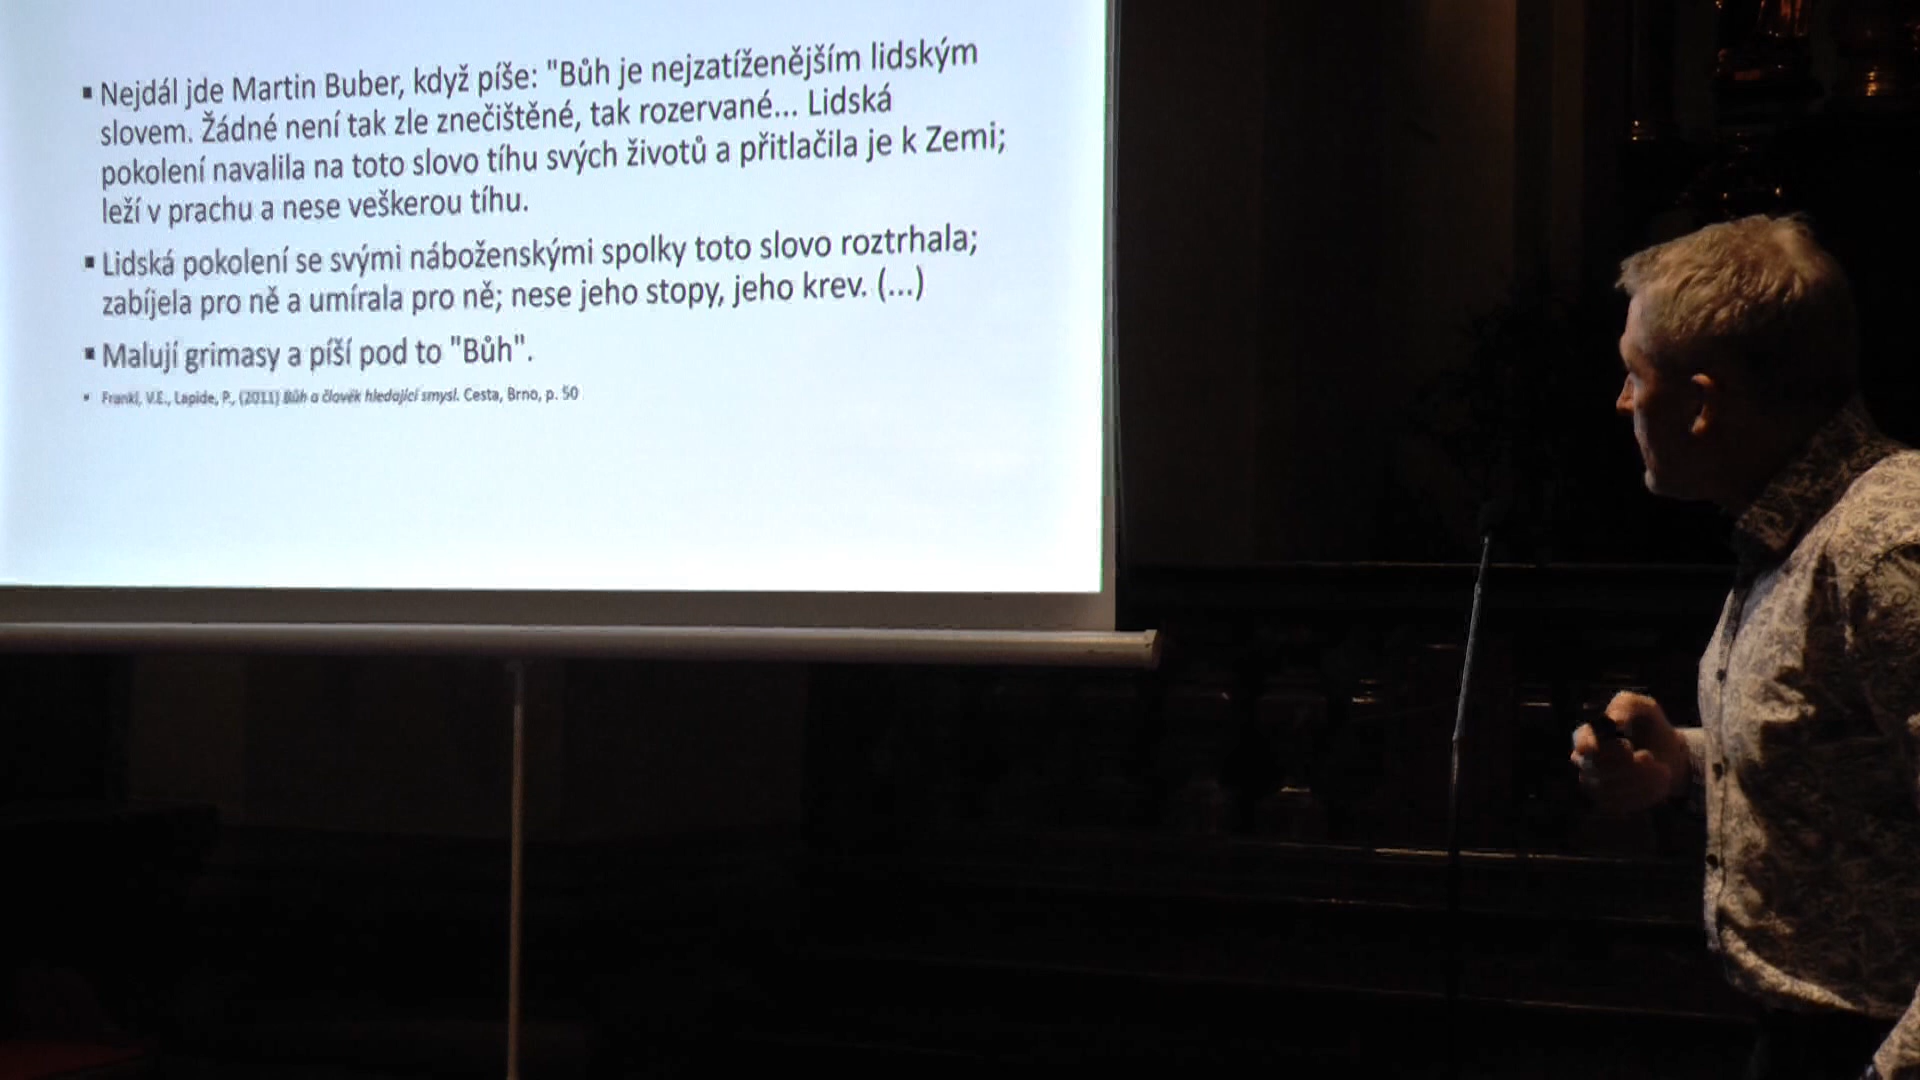 ▪ Nejdál jde Martin Buber, když píše: "Bůh je nejzatíženějším lidským
slovem. Žádné není tak zle znečištěné, tak rozervané... Lidská
pokolení navalila na toto slovo tíhu svých životů a přitlačila je k Zemi;
leží v prachu a nese veškerou tíhu.
▪ Lidská pokolení se svými náboženskými spolky toto slovo roztrhala;
zabíjela pro ně a umírala pro ně; nese jeho stopy, jeho krev. (...)
▪ Malují grimasy a píší pod to "Bůh".
▪ Frankl, V.E., Lapide, P., (2011) Bůh a člověk hledající smysl. Cesta, Brno, p. 50